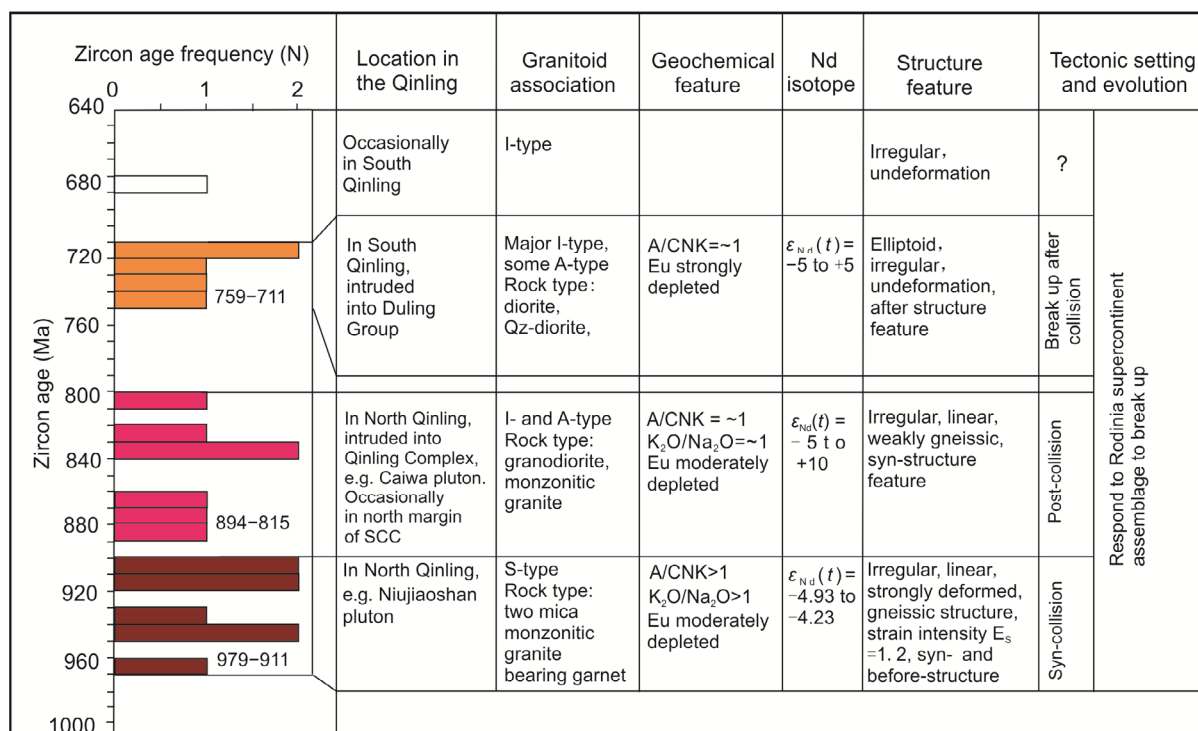 Zircon age frequency (N)
0
1
2
Location in
the Qinling
Granitoid
association
Geochemical
feature
Nd
isotope
Structure
feature
Tectonic setting
and evolution
Zircon age (Ma)
640
680
720
760
800
840
880
920
960
1000
Occasionally
in South
Qinling
I-type
Irregular,
undeformation
?
759−711
In South
Qinling,
intruded
into Duling
Group
Major I-type,
some A-type
Rock type:
diorite,
Qz-diorite,
A/CNK=~1
Eu strongly
depleted
εNd(t)=
−5 to +5
Elliptoid,
irregular,
undeformation,
after structure
feature
Break up after
collision
894−815
In North Qinling,
intruded into
Qinling Complex,
e.g. Caiwa pluton.
Occasionally
in north margin
of SCC
I- and A-type
Rock type:
granodiorite,
monzonitic
granite
A/CNK = ~1
K2O/Na2O=~1
Eu moderately
depleted
εNd(t)=
− 5 to
+10
Irregular, linear,
weakly gneissic,
syn-structure
feature
Post-collision
979−911
In North Qinling,
e.g. Niujiaoshan
pluton
S-type
Rock type:
two mica
monzonitic
granite
bearing garnet
A/CNK>1
K2O/Na2O>1
Eu moderately
depleted
εNd(t)=
−4.93 to
−4.23
Irregular, linear,
strongly deformed,
gneissic structure,
strain intensity Es
=1. 2, syn- and
before-structure
Syn-collision
Respond to Rodinia supercontinent
assemblage to break up